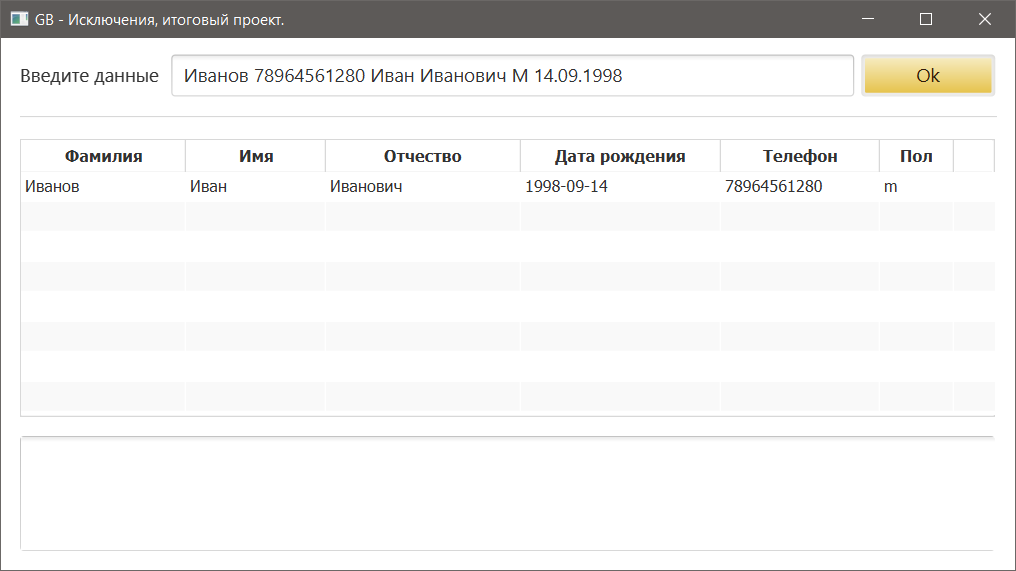 GB - Исключения, итоговый проект.
Введите данные Иванов 78964561280 Иван Иванович М 14.09.1998 Ok
Фамилия Имя Отчество Дата рождения Телефон Пол
Иванов Иван Иванович 1998-09-14 78964561280 m